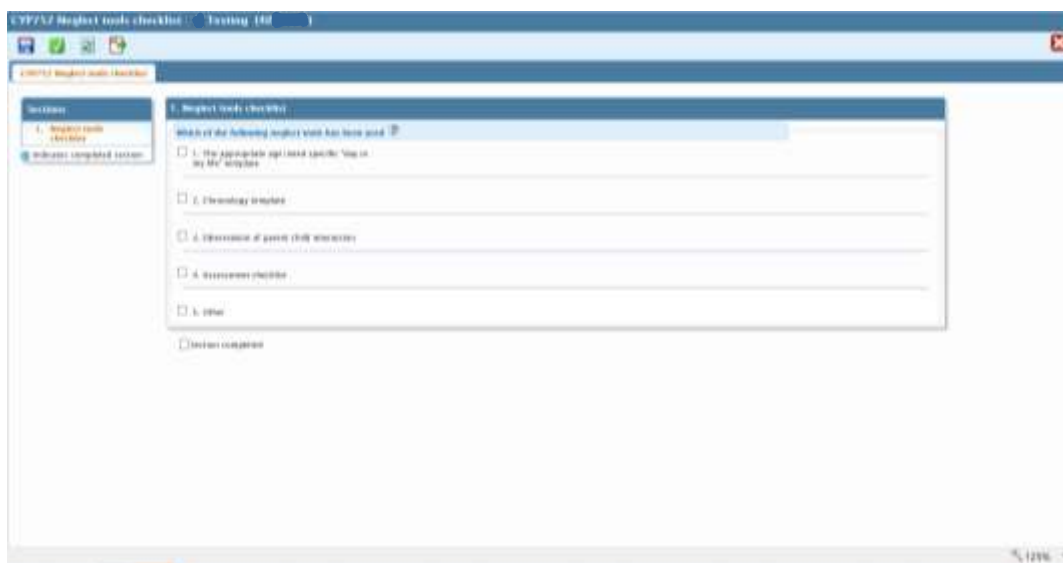 CYP752 Neglect tools checklist : Testing
CYP752 Neglect tools checklist
Sections
1. Neglect tools
checklist
Indicates completed section
1. Neglect tools checklist
Which of the following neglect tools has been used
1. The appropriate age/need specific "day in
my life" template
2. Chronology template
3. Observation of parent child interaction
4. Assessment checklist
5. Other
Section completed
125%